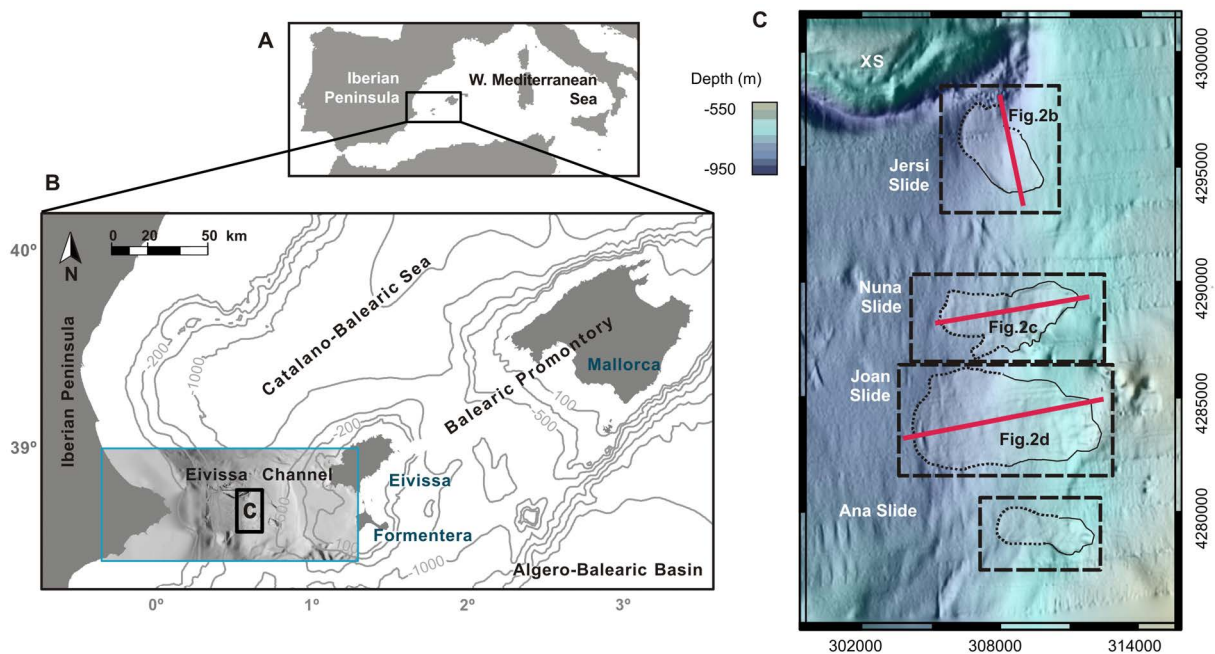 A
Iberian
Peninsula
W. Mediterranean
Sea
B
0 20 50 km
N
40º
39º
Iberian Peninsula
-200
1000
Catallano-Balearic Sea
Balearic Promontory
Mallorca
100
-500
-200
Eivissa Channel
C
Eivissa
Formentera
100
-1000
Algero-Balearic Basin
0º 1º 2º 3º
C
Depth (m)
-550
-950
XS
Fig.2b
Jersi
Slide
Nuna
Slide
Fig.2c
Joan
Slide
Fig.2d
Ana Slide
4300000
4295000
4290000
4285000
4280000
302000 308000 314000